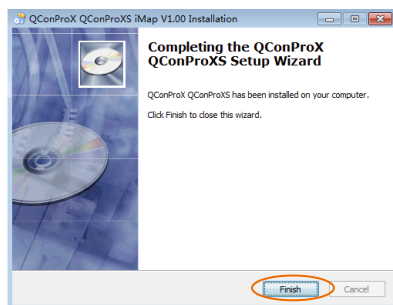 QConProX QConProXS iMap V1.00 Installation
Completing the QConProX
QConProXS Setup Wizard
QConProX QConProXS has been installed on your computer.
Click Finish to close this wizard.
Finish
Cancel